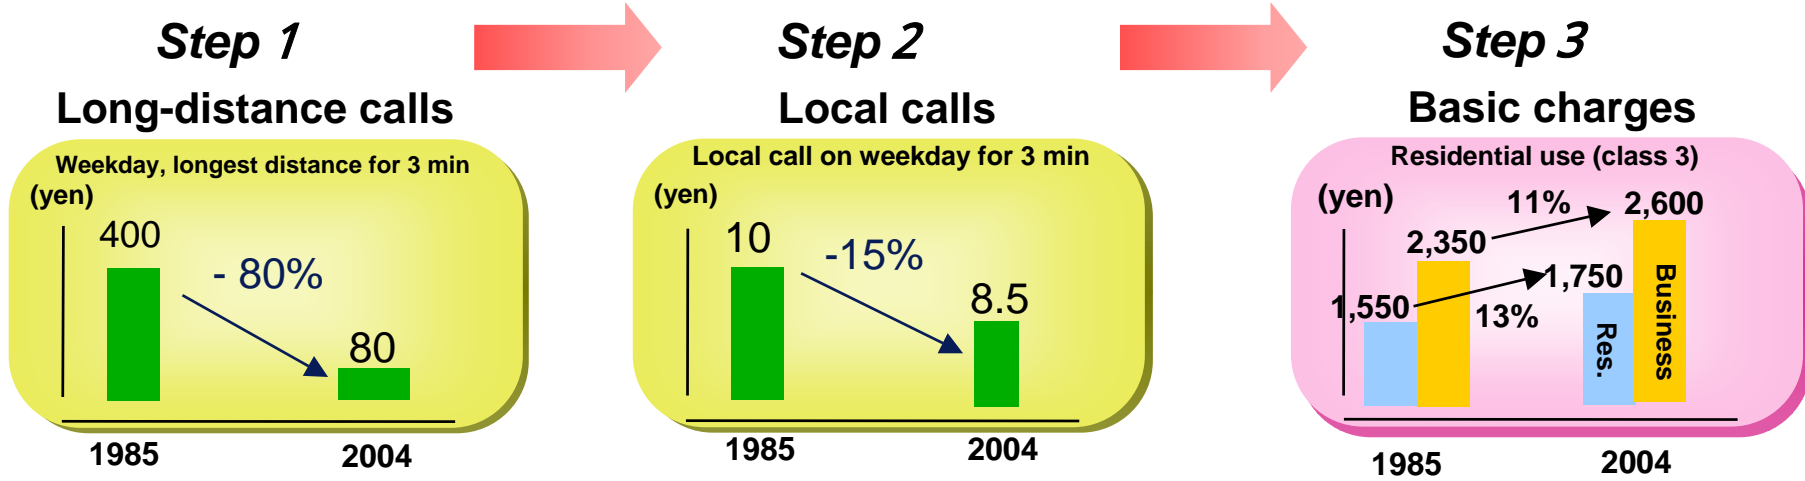 Step 1
Long-distance calls
Weekday, longest distance for 3 min
(yen)
400
- 80%
80
1985
2004
Step 2
Local calls
Local call on weekday for 3 min
(yen)
10
-15%
8.5
1985
2004
Step 3
Basic charges
Residential use (class 3)
(yen)
11%
2,600
2,350
1,750
1,550
13%
Res.
Business
1985
2004